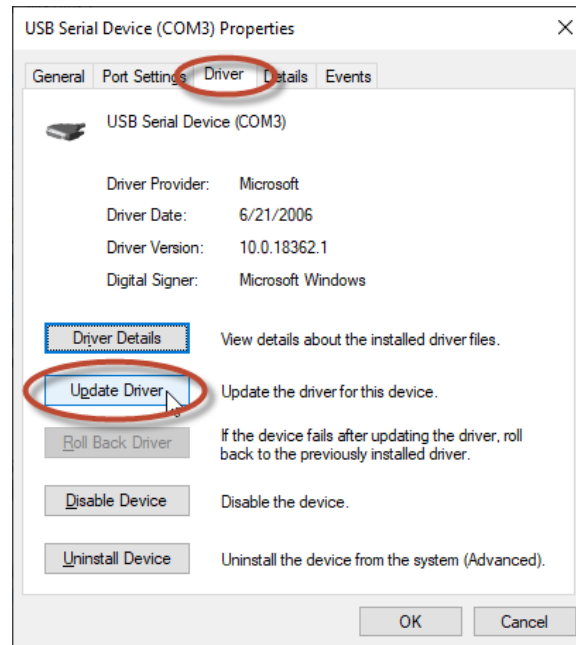 USB Serial Device (COM3) Properties
General Port Settings Driver Details Events
USB Serial Device (COM3)
Driver Provider: Microsoft
Driver Date: 6/21/2006
Driver Version: 10.0.18362.1
Digital Signer: Microsoft Windows
Driver Details View details about the installed driver files.
Update Driver Update the driver for this device.
Roll Back Driver If the device fails after updating the driver, roll
back to the previously installed driver.
Disable Device Disable the device.
Uninstall Device Uninstall the device from the system (Advanced).
OK Cancel